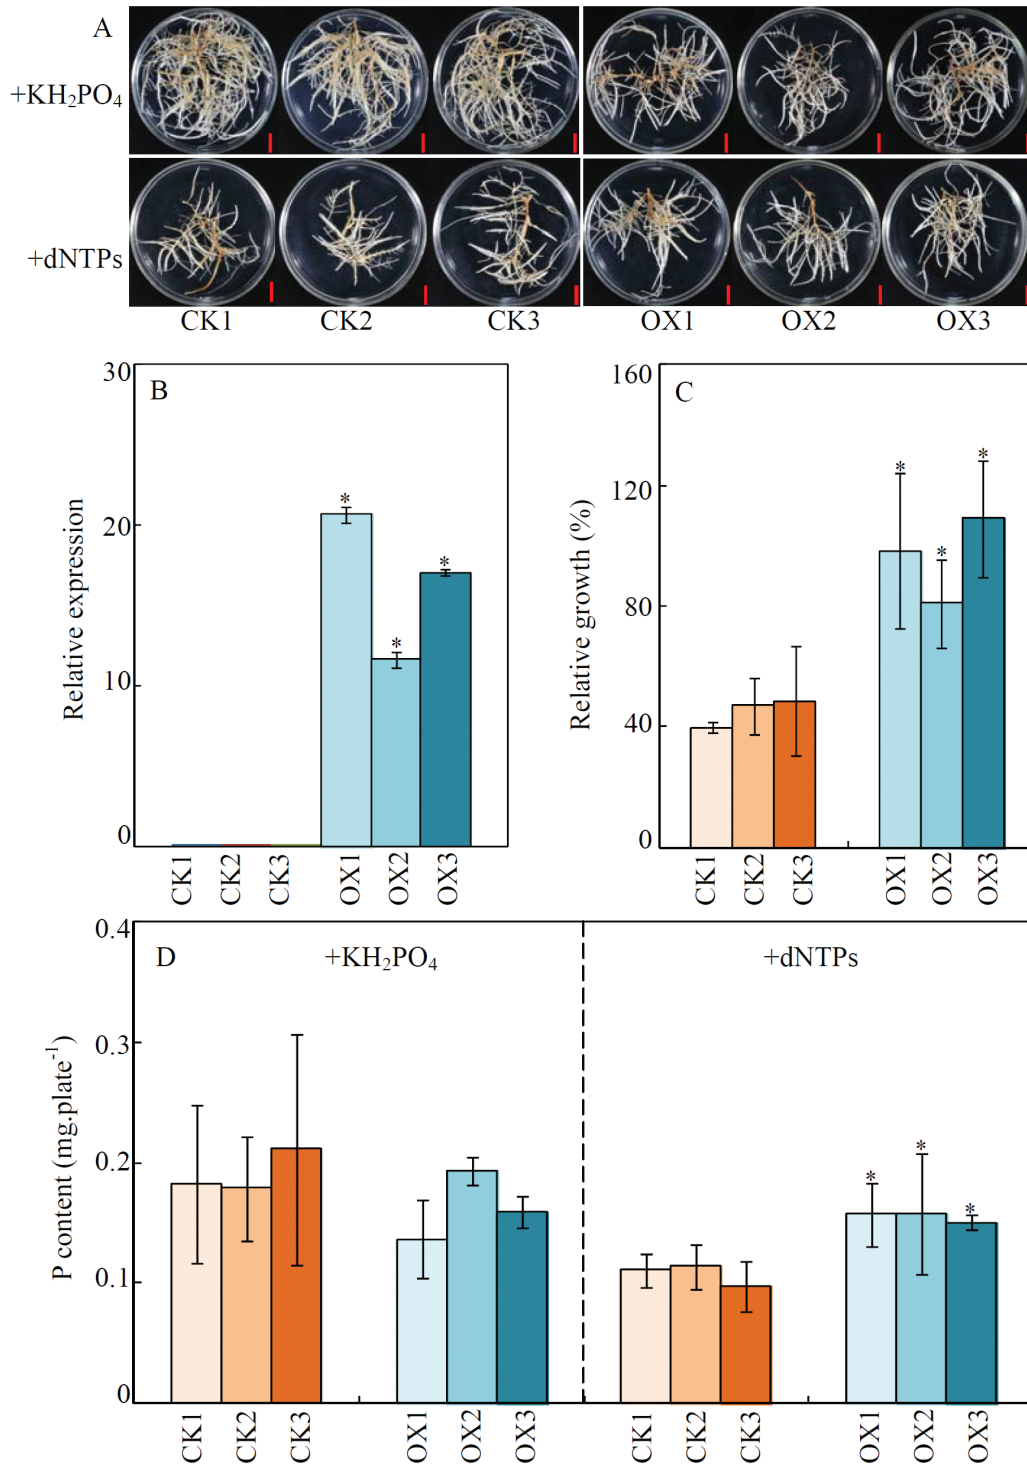 A
+KH₂PO₄
+dNTPs
CK1 CK2 CK3 OX1 OX2 OX3
B
Relative expression
30
20
10
0
CK1 CK2 CK3 OX1 OX2 OX3
* * *
C
Relative growth (%)
160
120
80
40
0
CK1 CK2 CK3 OX1 OX2 OX3
* * *
D
+KH₂PO₄ +dNTPs
P content (mg.plate⁻¹)
0.4
0.3
0.2
0.1
0
CK1 CK2 CK3 OX1 OX2 OX3 CK1 CK2 CK3 OX1 OX2 OX3
* * *